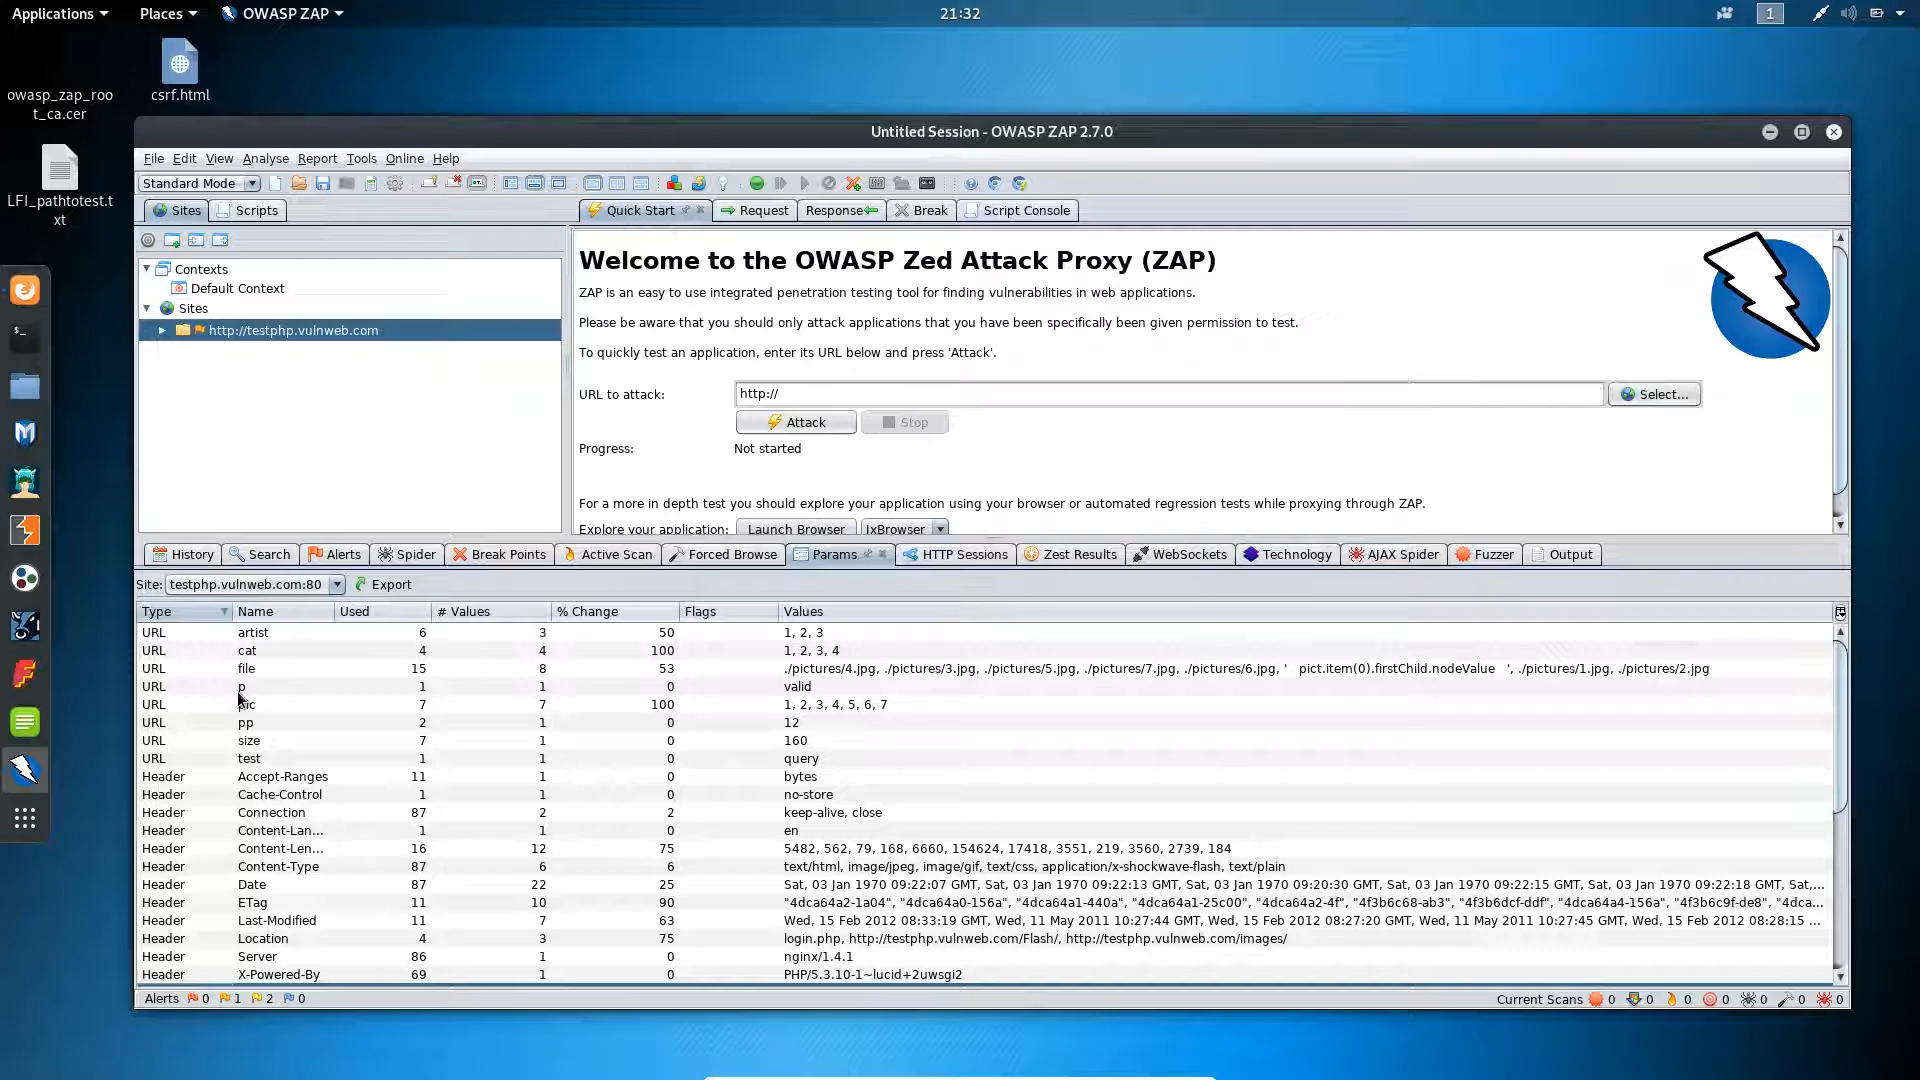 Applications Places OWASP ZAP 21:32 1
csrf.html
owasp_zap_roo
t_ca.cer
LFI_pathtotest.t
xt
Untitled Session - OWASP ZAP 2.7.0
File Edit View Analyse Report Tools Online Help
Standard Mode
Sites Scripts Quick Start Request Response Break Script Console
Contexts
Default Context
Sites
http://testphp.vulnweb.com
Welcome to the OWASP Zed Attack Proxy (ZAP)
ZAP is an easy to use integrated penetration testing tool for finding vulnerabilities in web applications.
Please be aware that you should only attack applications that you have been specifically been given permission to test.
To quickly test an application, enter its URL below and press 'Attack'.
URL to attack: http:// Select...
Attack Stop
Progress: Not started
For a more in depth test you should explore your application using your browser or automated regression tests while proxying through ZAP.
Explore your application: Launch Browser JxBrowser
History Search Alerts Spider Break Points Active Scan Forced Browse Params HTTP Sessions Zest Results WebSockets Technology AJAX Spider Fuzzer Output
Site: testphp.vulnweb.com:80 Export
Type Name Used # Values % Change Flags Values
URL artist 6 3 50 1, 2, 3
URL cat 4 4 100 1, 2, 3, 4
URL file 15 8 53 ./pictures/4.jpg, ./pictures/3.jpg, ./pictures/5.jpg, ./pictures/7.jpg, ./pictures/6.jpg, ' pict.item(0).firstChild.nodeValue ', ./pictures/1.jpg, ./pictures/2.jpg
URL p 1 1 0 valid
URL pic 7 7 100 1, 2, 3, 4, 5, 6, 7
URL pp 2 1 0 12
URL size 7 1 0 160
URL test 1 1 0 query
Header Accept-Ranges 11 1 0 bytes
Header Cache-Control 1 1 0 no-store
Header Connection 87 2 2 keep-alive, close
Header Content-Lan... 1 1 0 en
Header Content-Len... 16 12 75 5482, 562, 79, 168, 6660, 154624, 17418, 3551, 219, 3560, 2739, 184
Header Content-Type 87 6 6 text/html, image/jpeg, image/gif, text/css, application/x-shockwave-flash, text/plain
Header Date 87 22 25 Sat, 03 Jan 1970 09:22:07 GMT, Sat, 03 Jan 1970 09:22:13 GMT, Sat, 03 Jan 1970 09:20:30 GMT, Sat, 03 Jan 1970 09:22:15 GMT, Sat, 03 Jan 1970 09:22:18 GMT, Sat,...
Header ETag 11 10 90 "4dca64a2-1a04", "4dca64a0-156a", "4dca64a1-440a", "4dca64a1-25c00", "4dca64a2-4f", "4f3b6c68-ab3", "4f3b6dcf-ddf", "4dca64a4-156a", "4f3b6c9f-de8", "4dca...
Header Last-Modified 11 7 63 Wed, 15 Feb 2012 08:33:19 GMT, Wed, 11 May 2011 10:27:44 GMT, Wed, 15 Feb 2012 08:27:20 GMT, Wed, 11 May 2011 10:27:45 GMT, Wed, 15 Feb 2012 08:28:15 ...
Header Location 4 3 75 login.php, http://testphp.vulnweb.com/Flash/, http://testphp.vulnweb.com/images/
Header Server 86 1 0 nginx/1.4.1
Header X-Powered-By 69 1 0 PHP/5.3.10-1~lucid+2uwsgi2
Alerts 0 1 2 0 Current Scans 0 0 0 0 0 0 0